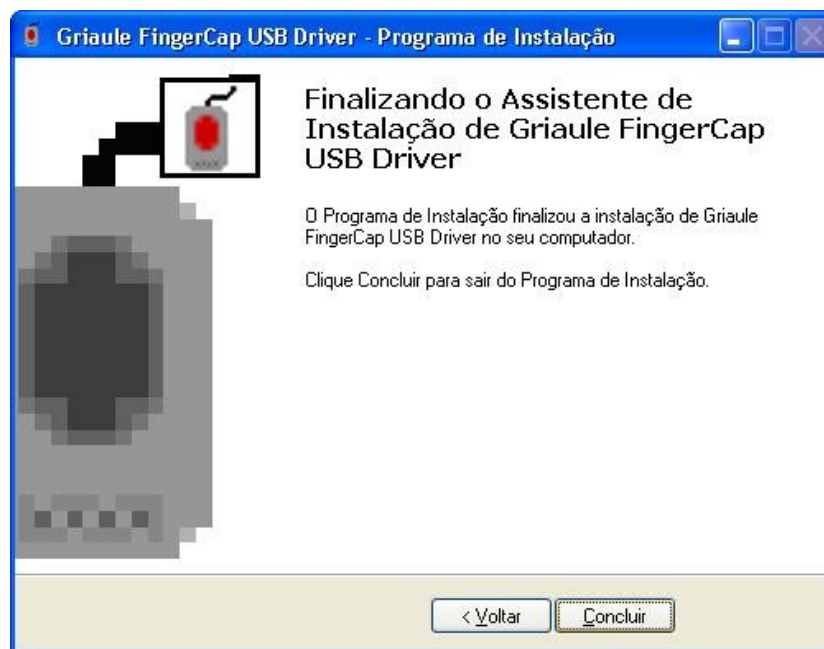 Griaule FingerCap USB Driver - Programa de Instalação
Finalizando o Assistente de
Instalação de Griaule FingerCap
USB Driver
O Programa de Instalação finalizou a instalação de Griaule
FingerCap USB Driver no seu computador.
Clique Concluir para sair do Programa de Instalação.
< Voltar
Concluir